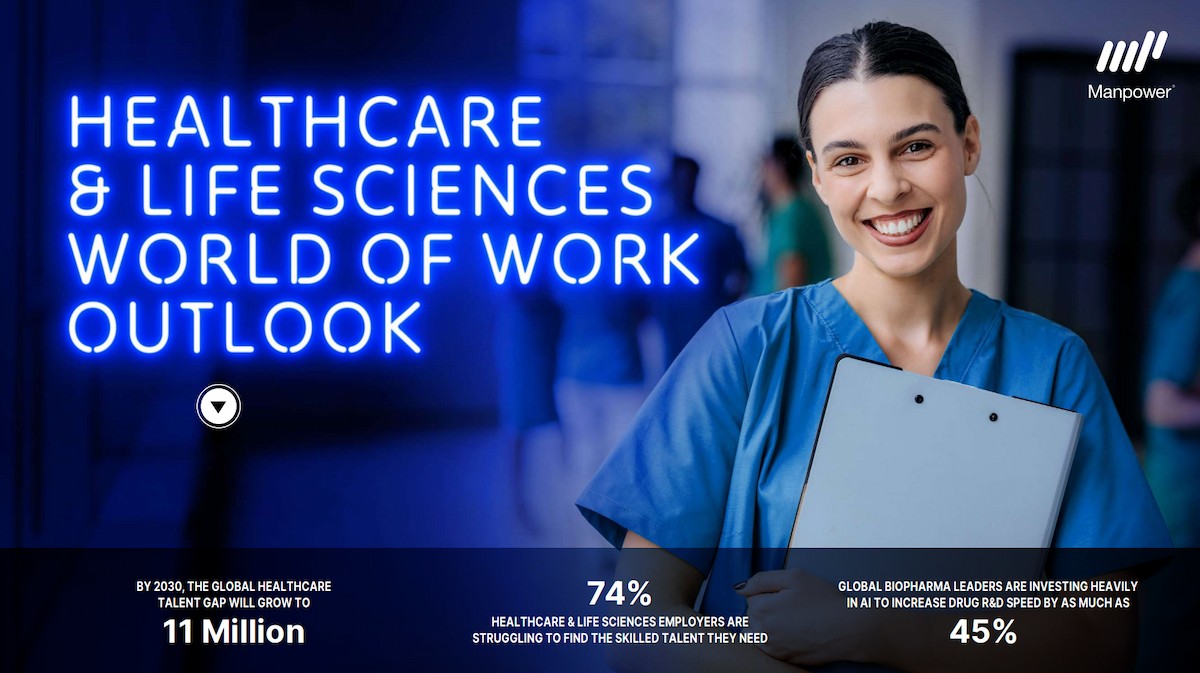 HEALTHCARE
& LIFE SCIENCES
WORLD OF WORK
OUTLOOK
Manpower®
BY 2030, THE GLOBAL HEALTHCARE
TALENT GAP WILL GROW TO
11 Million
74%
HEALTHCARE & LIFE SCIENCES EMPLOYERS ARE
STRUGGLING TO FIND THE SKILLED TALENT THEY NEED
GLOBAL BIOPHARMA LEADERS ARE INVESTING HEAVILY
IN AI TO INCREASE DRUG R&D SPEED BY AS MUCH AS
45%